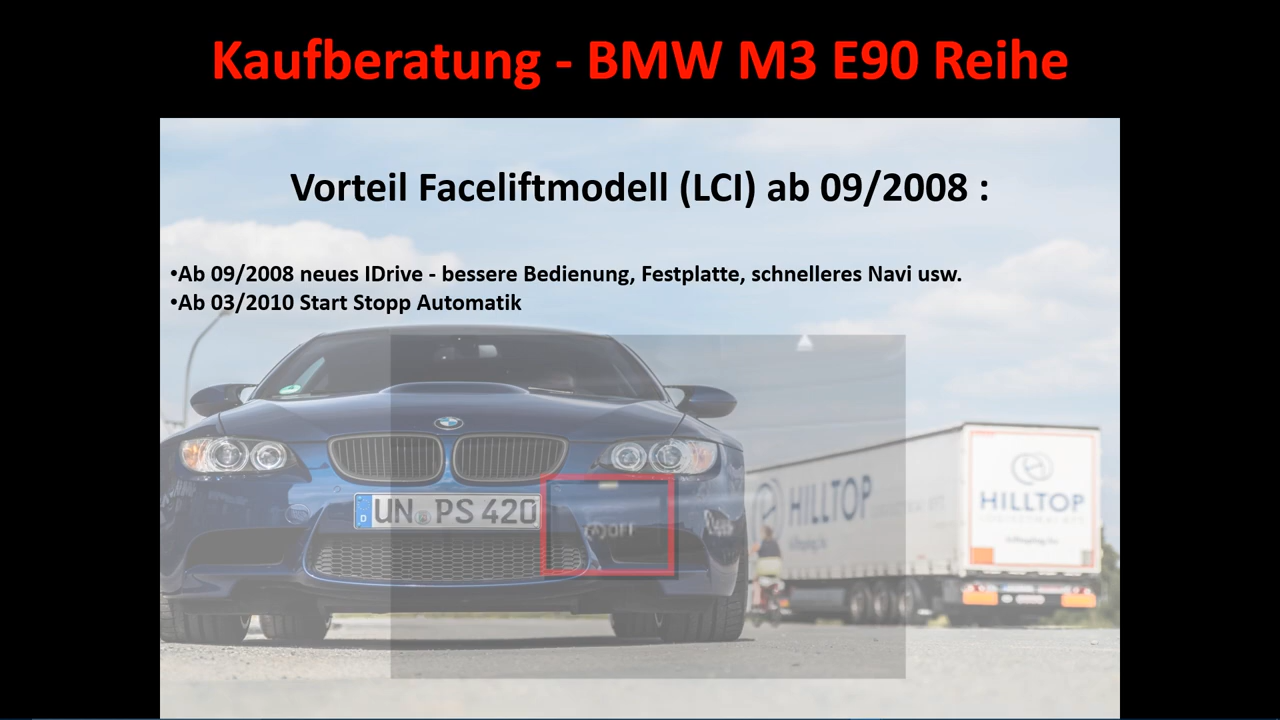 Kaufberatung - BMW M3 E90 Reihe
Vorteil Faceliftmodell (LCI) ab 09/2008 :
•Ab 09/2008 neues IDrive - bessere Bedienung, Festplatte, schnelleres Navi usw.
•Ab 03/2010 Start Stopp Automatik
UN PS 420
HILLTOP
HILLTOP
OFF